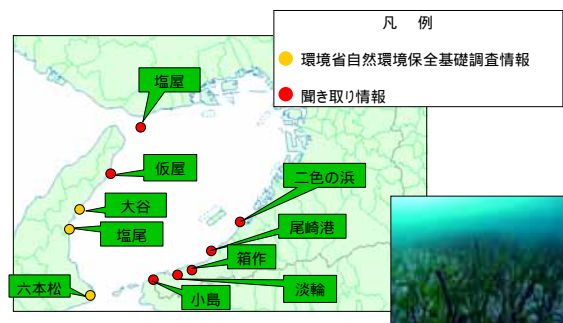 凡 例
環境省自然環境保全基礎調査情報
聞き取り情報
塩屋
仮屋
二色の浜
大谷
尾崎港
塩尾
箱作
六本松
小島
淡輪